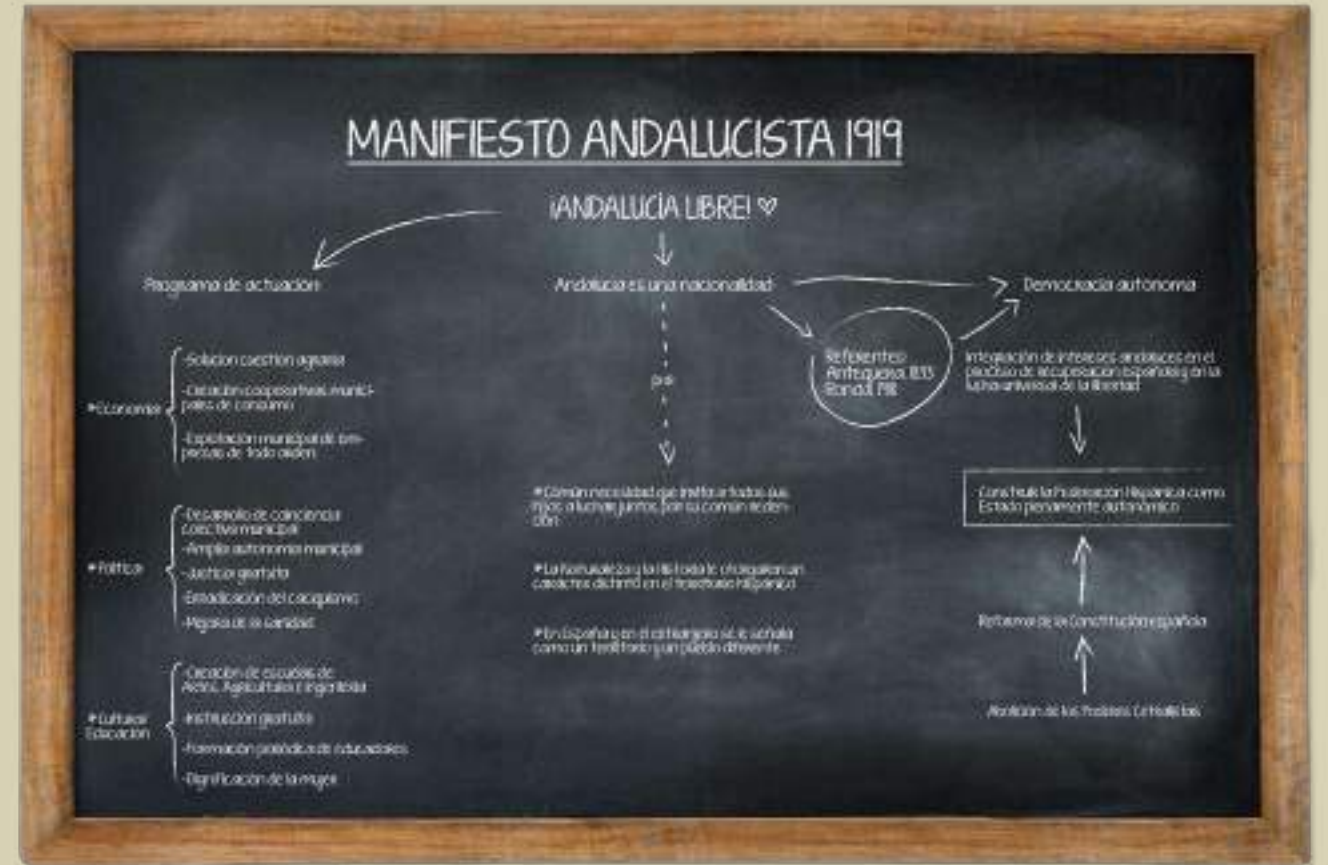 MANIFIESTO ANDALUCISTA 1919
¡ANDALUCÍA LIBRE! ♡
Programa de actuación
*Economía
-Solucion cuestión agraria
-Creación cooperativas munici-
pales de consumo
-Explotación municipal de em-
presas de todo orden
*Política
-Desarrollo de conciencia
colectiva municipal
-Amplia autonomia municipal
-Justicia gratuita
-Erradicación del caciquismo
-Mejora de la sanidad
*Cultura
Educación
-Creación de escuelas de
Artes, Agricultura e Ingeniería
-Instrucción gratuita
-Formación periódica de educadores
-Dignificación de la mujer
Andalucía es una nacionalidad
por
*Común necesidad que invita a todos sus
hijos a luchar juntos por su común reden-
ción
*La Naturaleza y la Historia le otorgaron un
carácter distinto en el territorio hispánico
*En España y en el extranjero se le señala
como un territorio y un pueblo diferente
Referentes
Antequera
Ronda
Democracia autónoma
Integración de intereses andaluces en el
proceso de recuperación española y en la
lucha universal de la libertad
Construir la Federación Hispánica como
Estado plenamente autonómico
Reforma de la Constitución española
Abolición de los Poderes Cetralistas